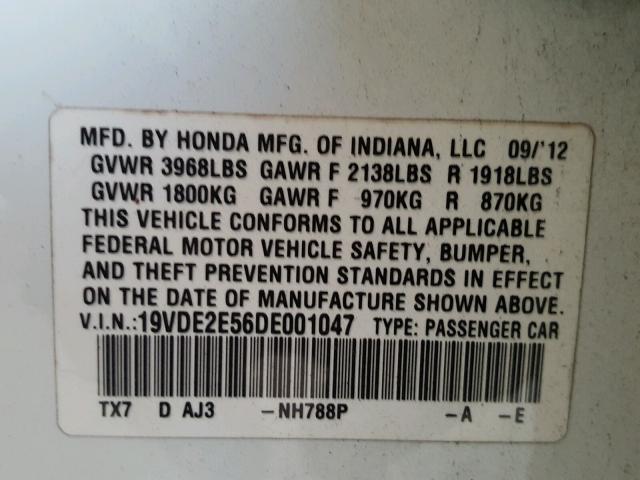 MFD. BY HONDA MFG. OF INDIANA, LLC 09/'12
GVWR 3968LBS GAWR F 2138LBS R 1918LBS
GVWR 1800KG GAWR F 970KG R 870KG
THIS VEHICLE CONFORMS TO ALL APPLICABLE
FEDERAL MOTOR VEHICLE SAFETY, BUMPER,
AND THEFT PREVENTION STANDARDS IN EFFECT
ON THE DATE OF MANUFACTURE SHOWN ABOVE.
V.I.N.:19VDE2E56DE001047 TYPE: PASSENGER CAR
TX7 D AJ3 -NH788P -A -E